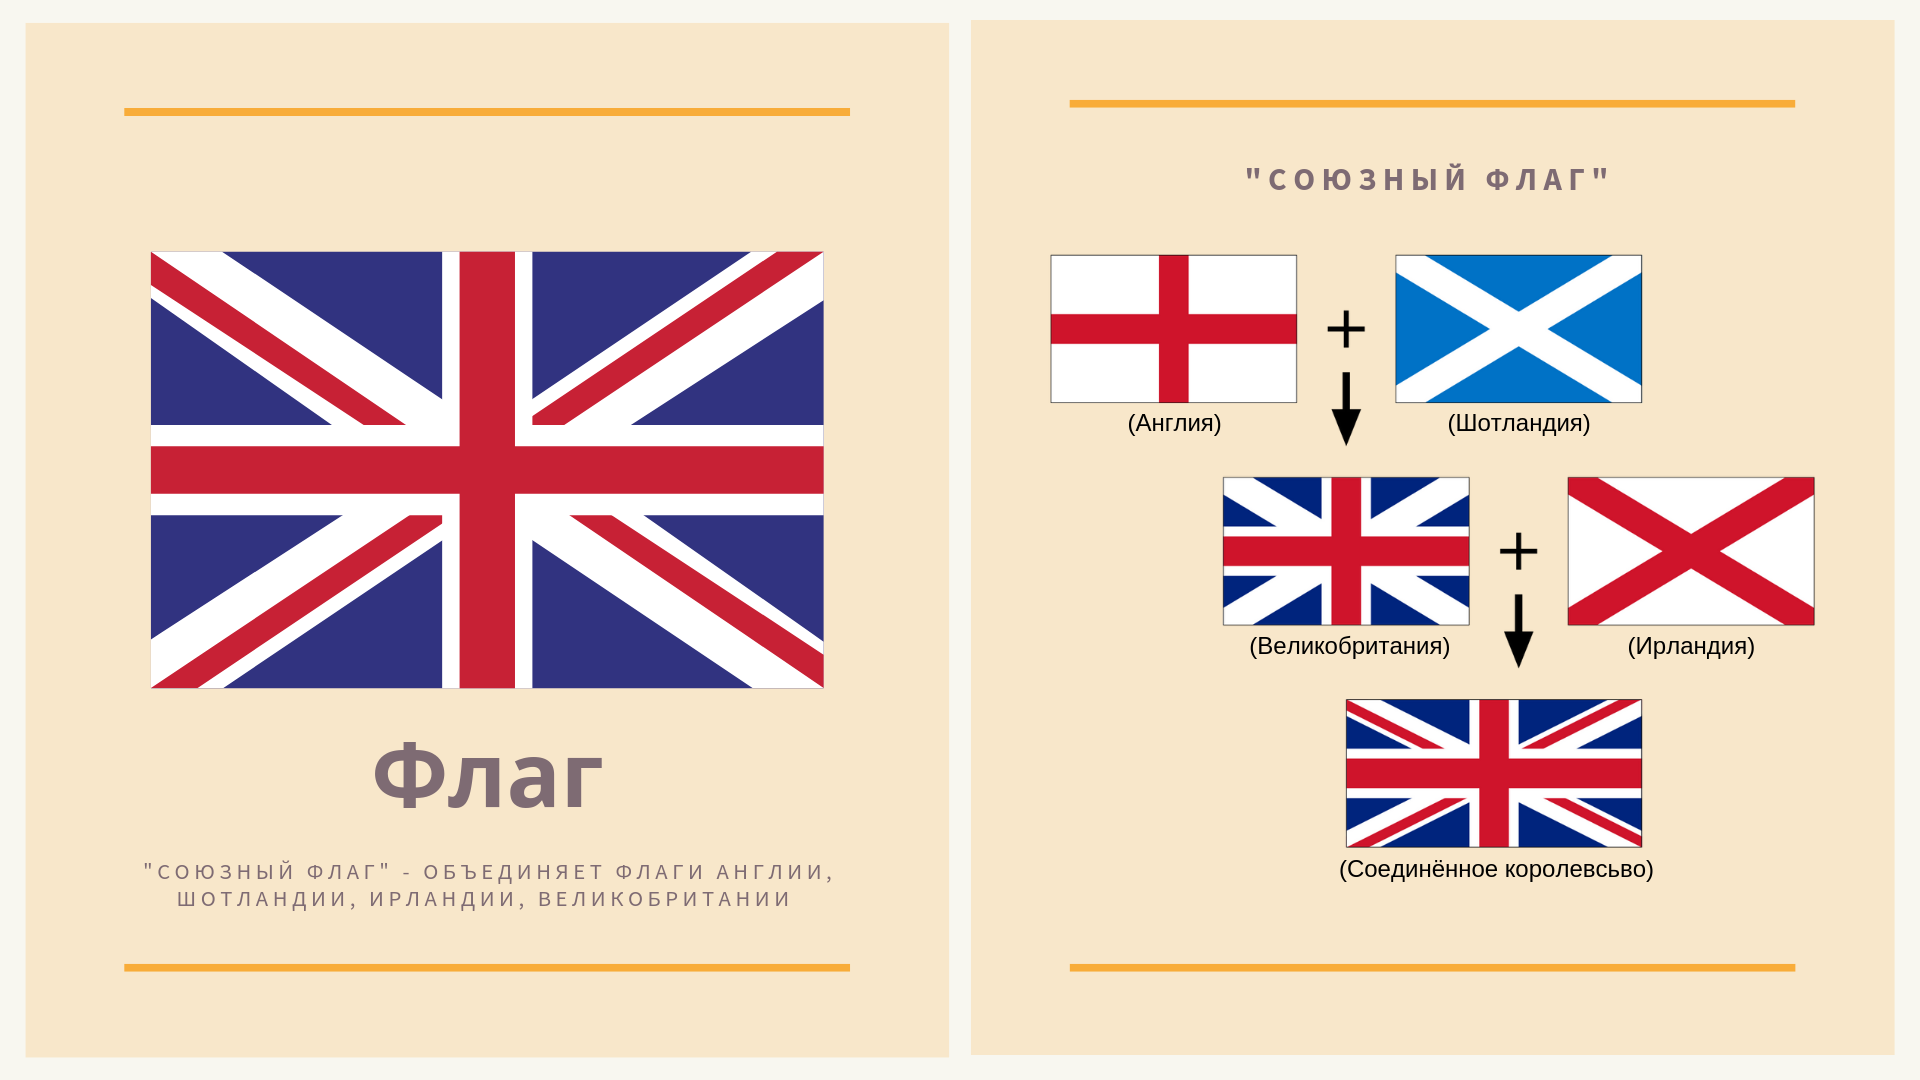 Флаг
"СОЮЗНЫЙ ФЛАГ" - ОБЪЕДИНЯЕТ ФЛАГИ АНГЛИИ,
ШОТЛАНДИИ, ИРЛАНДИИ, ВЕЛИКОБРИТАНИИ
"СОЮЗНЫЙ ФЛАГ"
(Англия)
(Шотландия)
(Великобритания)
(Ирландия)
(Соединённое королевсьво)